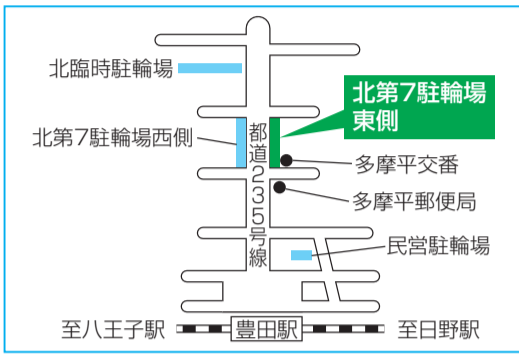 北臨時駐輪場
北第7駐輪場
東側
北第7駐輪場西側
都道235号線
多摩平交番
多摩平郵便局
民営駐輪場
至八王子駅
豊田駅
至日野駅